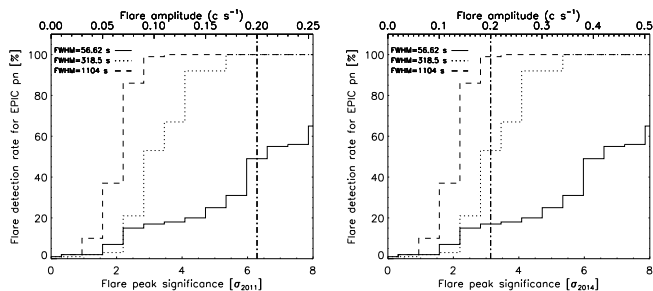 Flare amplitude (c s⁻¹)
0.00 0.05 0.10 0.15 0.20 0.25
FWHM=56.62 s
FWHM=318.5 s
FWHM=1104 s
Flare detection rate for EPIC pn [%]
100
80
60
40
20
0
0 2 4 6 8
Flare peak significance [σ2011]
Flare amplitude (c s⁻¹)
0.0 0.1 0.2 0.3 0.4 0.5
FWHM=56.62 s
FWHM=318.5 s
FWHM=1104 s
Flare detection rate for EPIC pn [%]
100
80
60
40
20
0
0 2 4 6 8
Flare peak significance [σ2014]